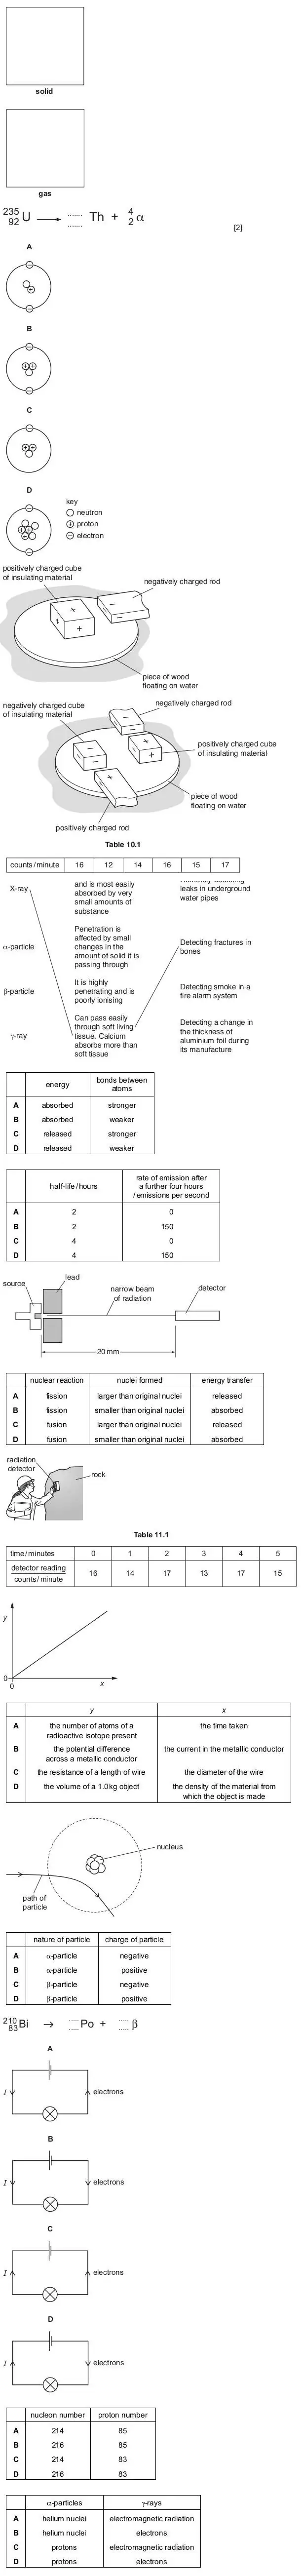 solid
gas
235
92 U → ....... Th + 4
2 α
.......
[2]
A
B
C
D
key
neutron
proton
electron
positively charged cube
of insulating material
negatively charged rod
piece of wood
floating on water
negatively charged rod
negatively charged cube
of insulating material
positively charged cube
of insulating material
piece of wood
floating on water
positively charged rod
Table 10.1
counts/minute 16 12 14 16 15 17
X-ray
α-particle
β-particle
γ-ray
and is most easily
absorbed by very
small amounts of
substance
Penetration is
affected by small
changes in the
amount of solid it is
passing through
It is highly
penetrating and is
poorly ionising
Can pass easily
through soft living
tissue. Calcium
absorbs more than
soft tissue
leaks in underground
water pipes
Detecting fractures in
bones
Detecting smoke in a
fire alarm system
Detecting a change in
the thickness of
aluminium foil during
its manufacture
energy bonds between
atoms
A absorbed stronger
B absorbed weaker
C released stronger
D released weaker
half-life/hours rate of emission after
a further four hours
/emissions per second
A 2 0
B 2 150
C 4 0
D 4 150
source
lead
narrow beam
of radiation
detector
20 mm
nuclear reaction nuclei formed energy transfer
A fission larger than original nuclei released
B fission smaller than original nuclei absorbed
C fusion larger than original nuclei released
D fusion smaller than original nuclei absorbed
radiation
detector
rock
Table 11.1
time/minutes 0 1 2 3 4 5
detector reading
counts/minute 16 14 17 13 17 15
y
0
0 x
y x
A the number of atoms of a
radioactive isotope present the time taken
B the potential difference
across a metallic conductor the current in the metallic conductor
C the resistance of a length of wire the diameter of the wire
D the volume of a 1.0 kg object the density of the material from
which the object is made
nucleus
path of
particle
nature of particle charge of particle
A α-particle negative
B α-particle positive
C β-particle negative
D β-particle positive
210
83 Bi → ..... Po + ..... β
..... .....
A
I electrons
B
I electrons
C
I electrons
D
I electrons
nucleon number proton number
A 214 85
B 216 85
C 214 83
D 216 83
α-particles γ-rays
A helium nuclei electromagnetic radiation
B helium nuclei electrons
C protons electromagnetic radiation
D protons electrons